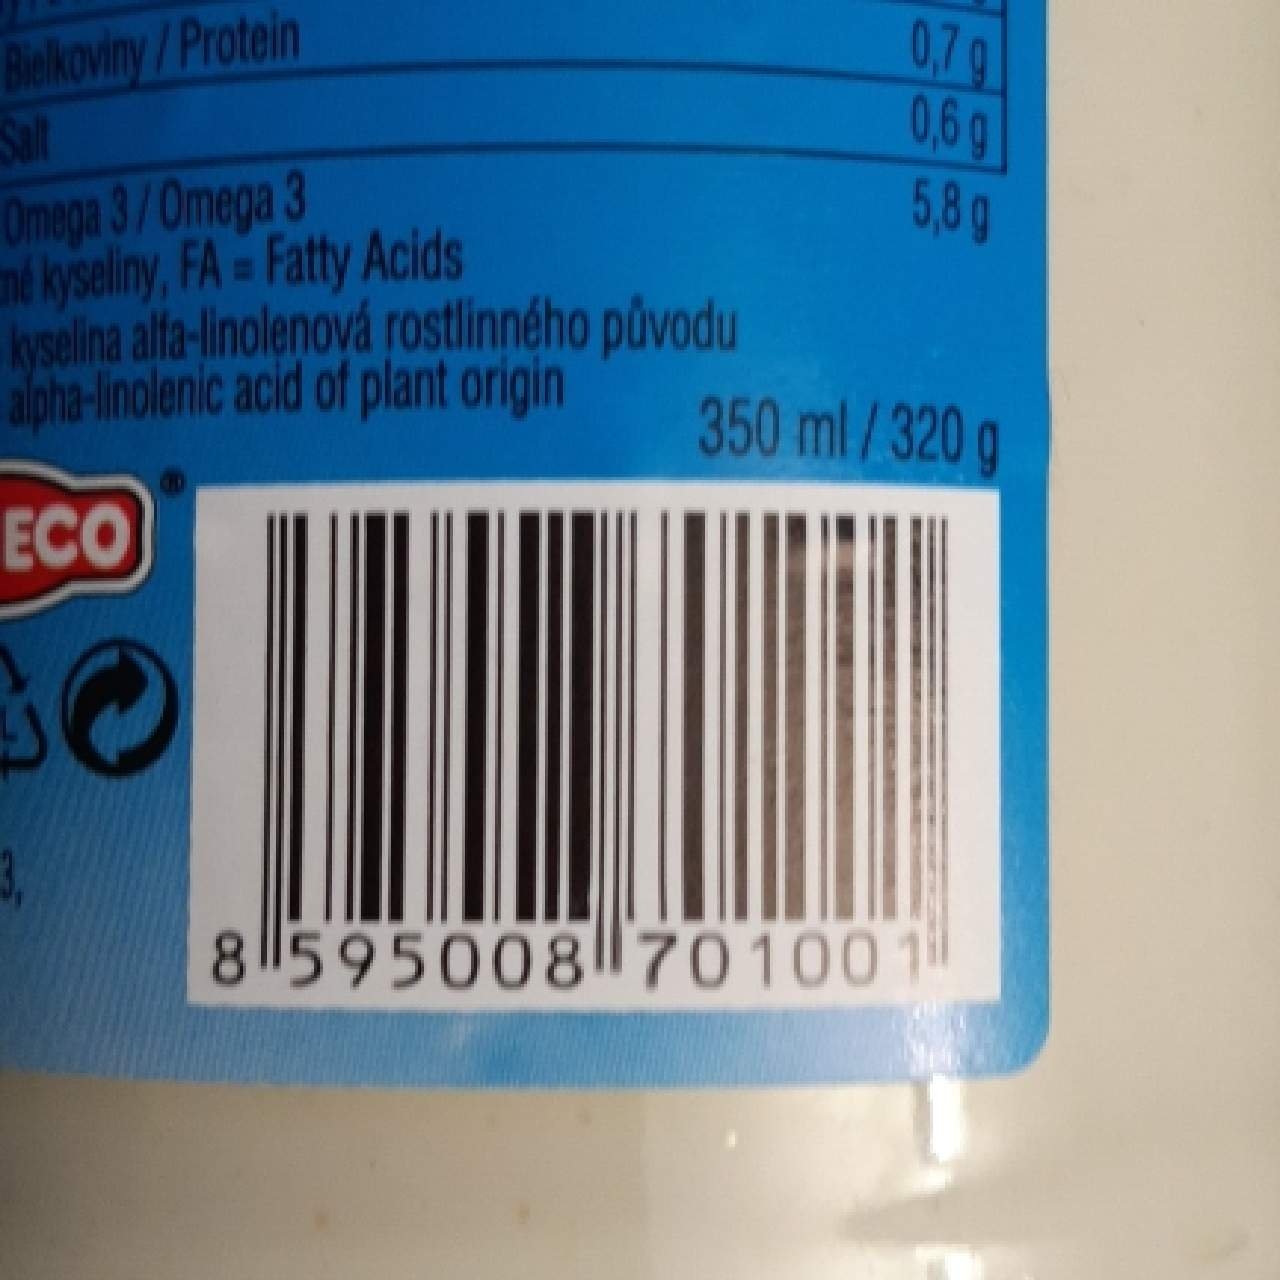 Bielkoviny / Protein 0,7 g
Salt 0,6 g
Omega 3 / Omega 3 5,8 g
né kyseliny, FA = Fatty Acids
kyselina alfa-linolenová rostlinného původu
alpha-linolenic acid of plant origin
350 ml / 320 g
ECO ®
3,
8 595008 701001